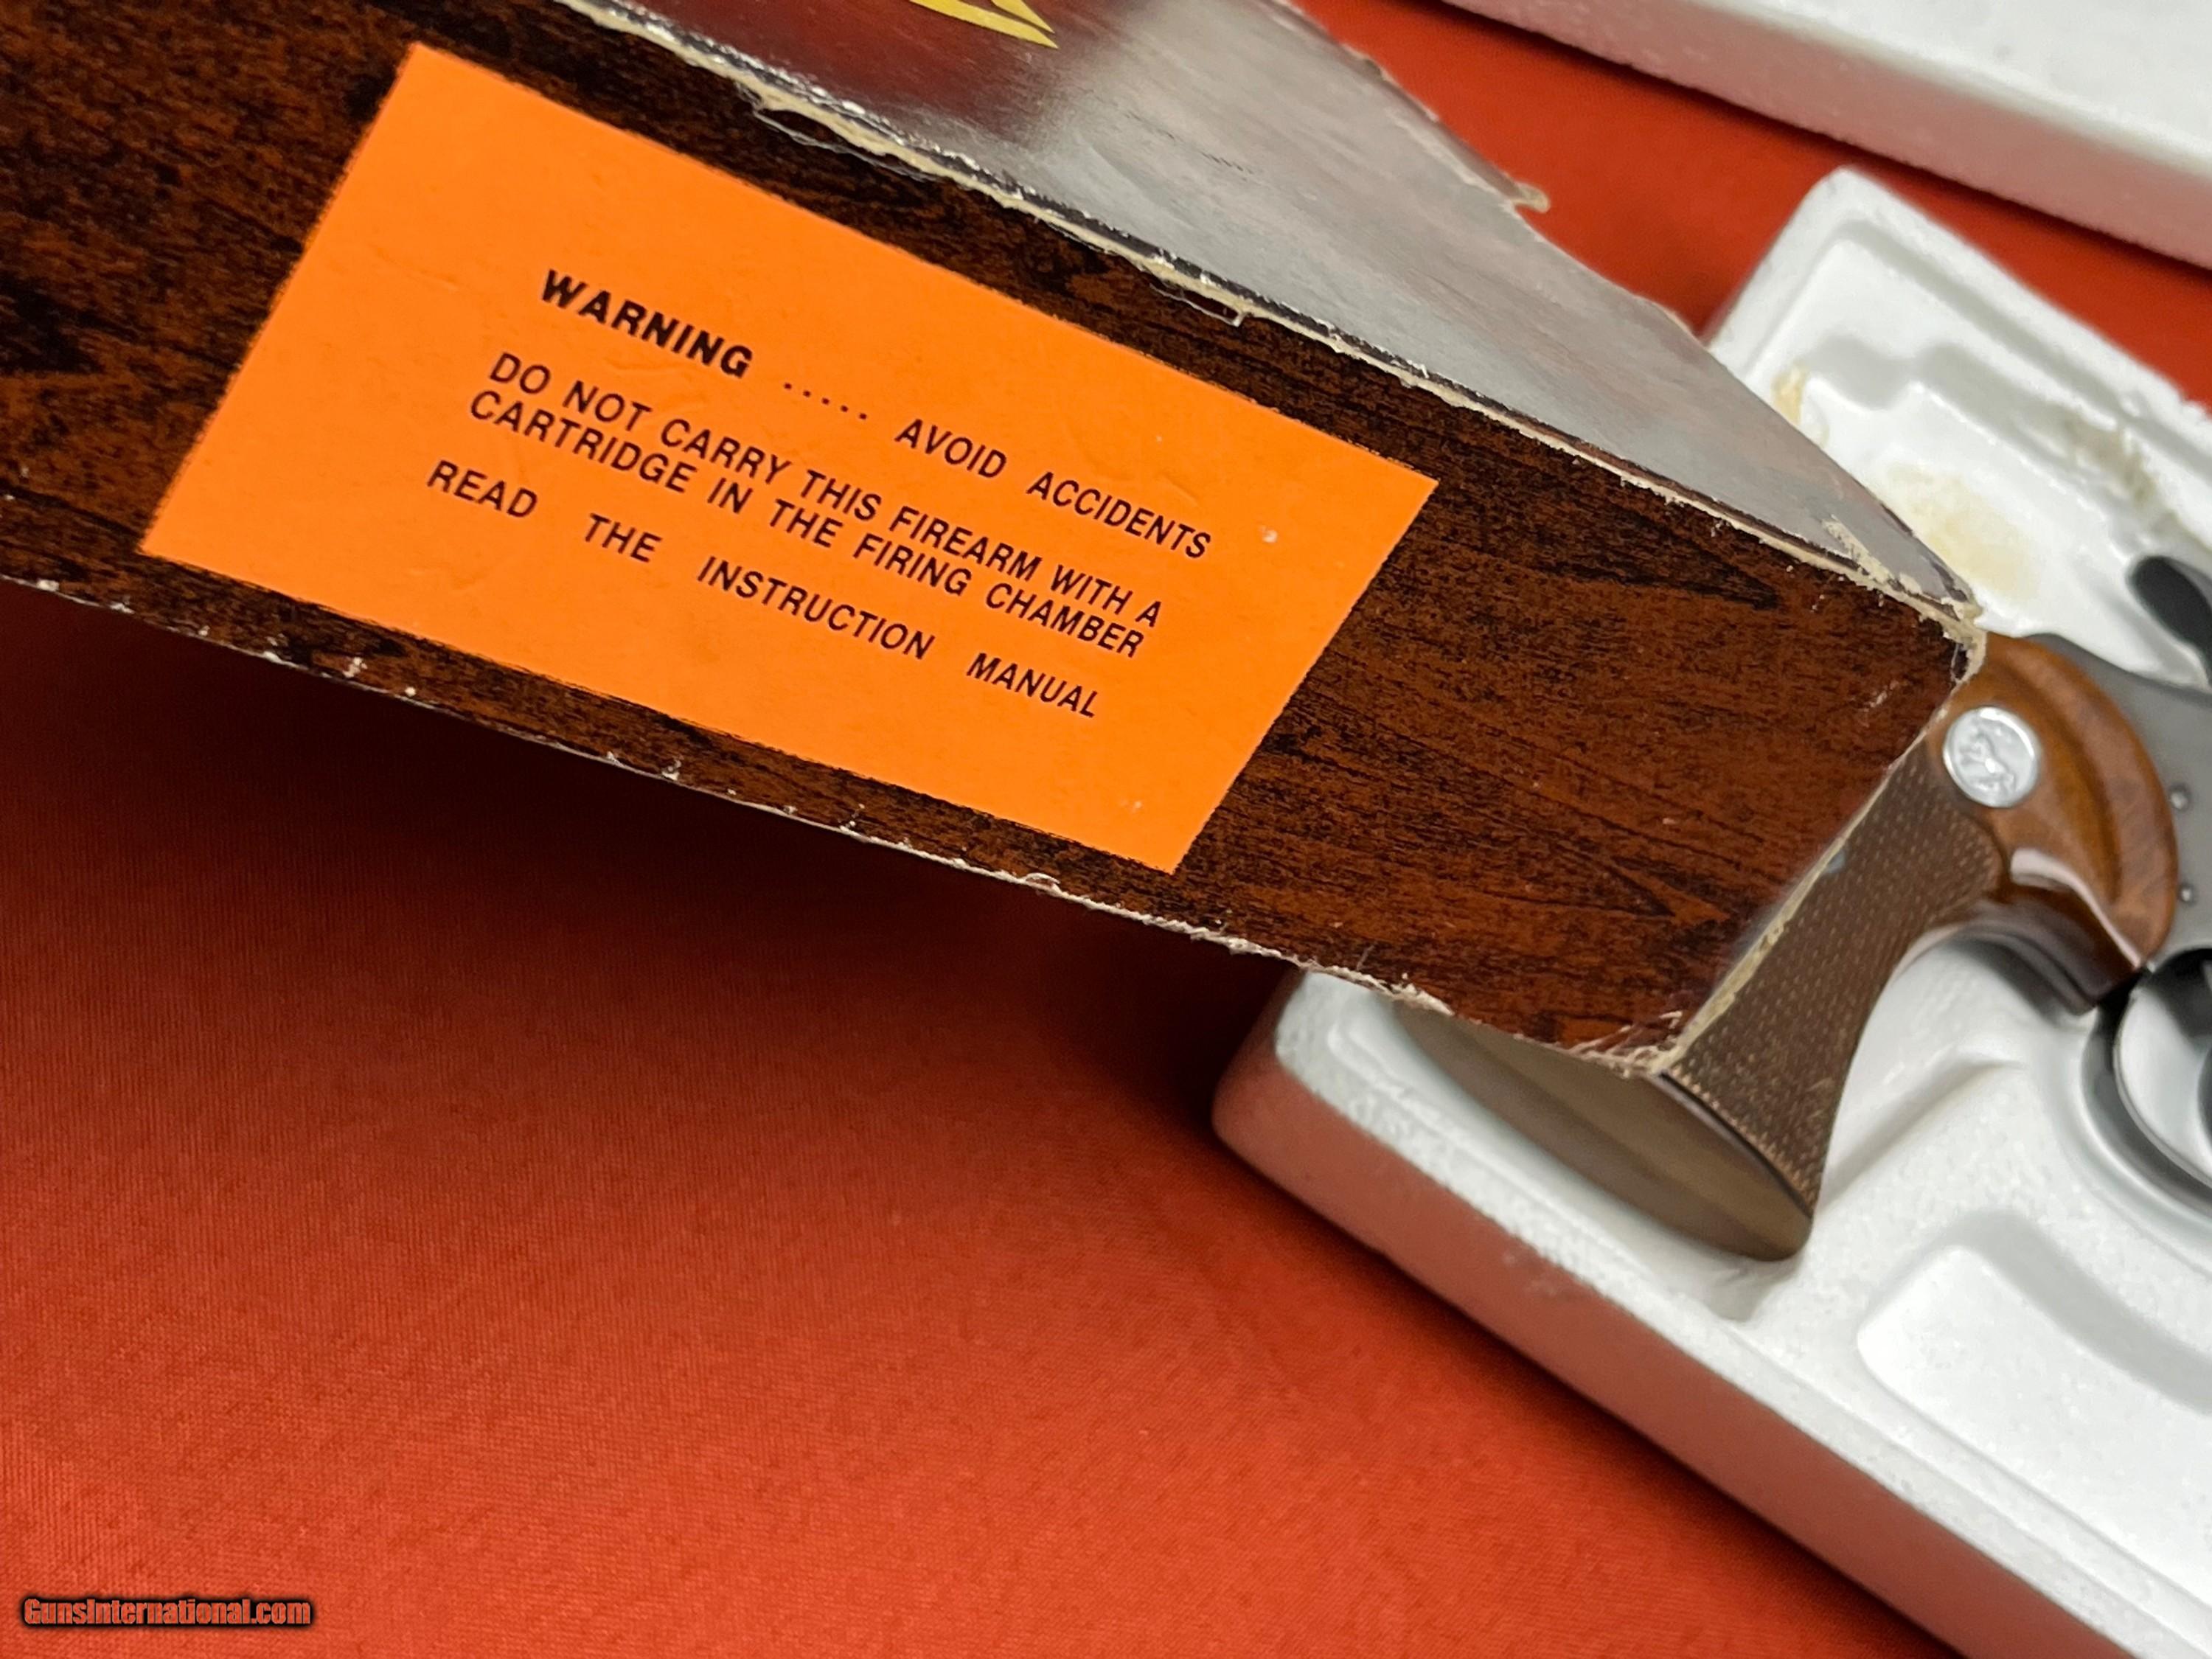 WARNING ..... AVOID ACCIDENTS
DO NOT CARRY THIS FIREARM WITH A
CARTRIDGE IN THE FIRING CHAMBER
READ THE INSTRUCTION MANUAL
GunsInternational.com